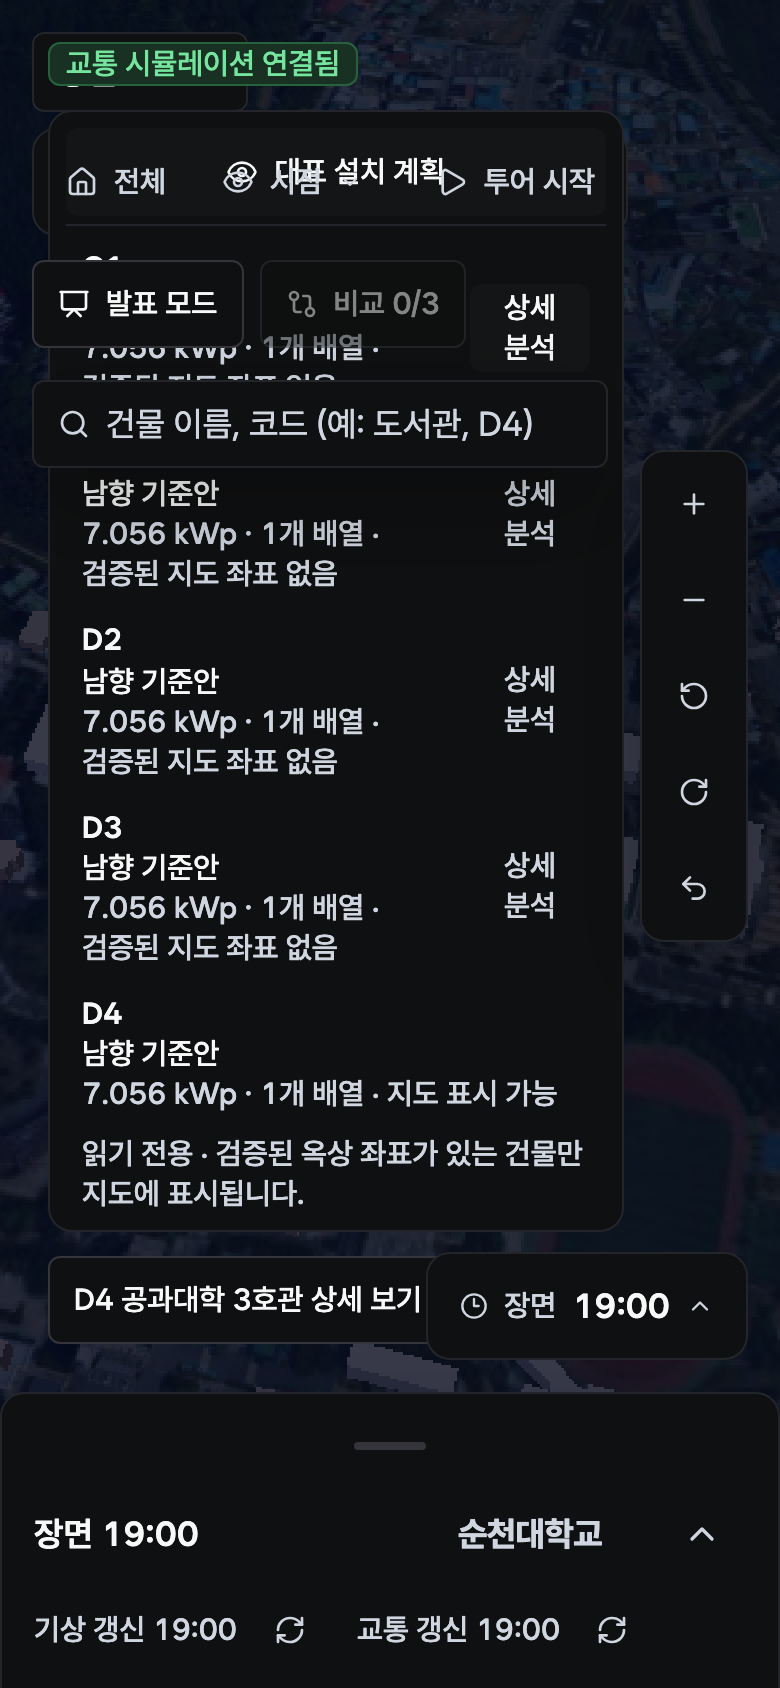 교통 시뮬레이션 연결됨
전체
대표 설치 계획
투어 시작
발표 모드
비교 0/3
상세
분석
7.056 kWp · 1개 배열 ·
건물 이름, 코드 (예: 도서관, D4)
남향 기준안
7.056 kWp · 1개 배열 ·
검증된 지도 좌표 없음
상세
분석
D2
남향 기준안
7.056 kWp · 1개 배열 ·
검증된 지도 좌표 없음
상세
분석
D3
남향 기준안
7.056 kWp · 1개 배열 ·
검증된 지도 좌표 없음
상세
분석
D4
남향 기준안
7.056 kWp · 1개 배열 · 지도 표시 가능
읽기 전용 · 검증된 옥상 좌표가 있는 건물만
지도에 표시됩니다.
D4 공과대학 3호관 상세 보기
장면 19:00
장면 19:00
순천대학교
기상 갱신 19:00
교통 갱신 19:00